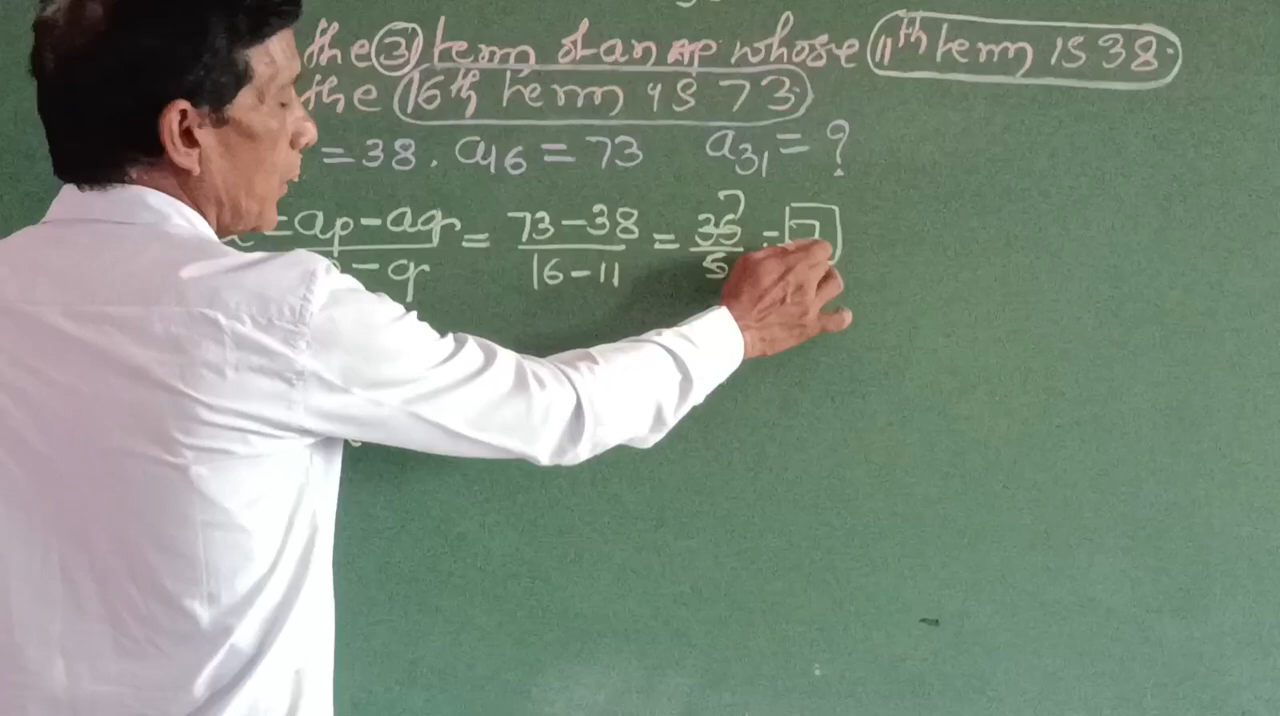 the 31 term of an AP whose 11th term is 38.
the 16th term is 73.
= 38. a16 = 73 a31 = ?
= ap - aq = 73 - 38 = 35 7 = 7
- q 16 - 11 5